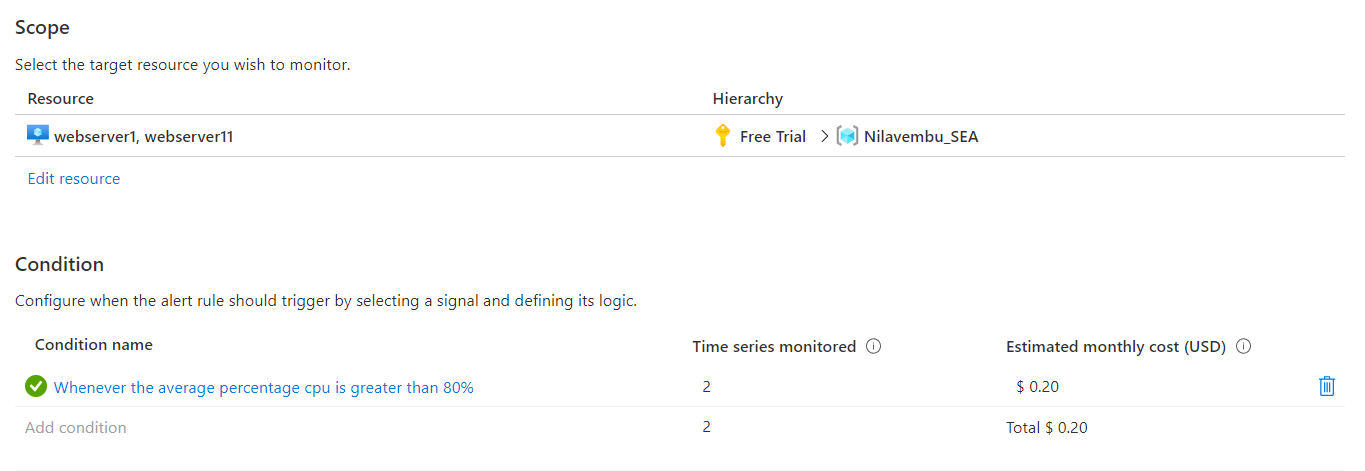 Scope
Select the target resource you wish to monitor.
Resource Hierarchy
webserver1, webserver11 Free Trial > Nilavembu_SEA
Edit resource
Condition
Configure when the alert rule should trigger by selecting a signal and defining its logic.
Condition name Time series monitored Estimated monthly cost (USD)
Whenever the average percentage cpu is greater than 80% 2 $ 0.20
Add condition 2 Total $ 0.20